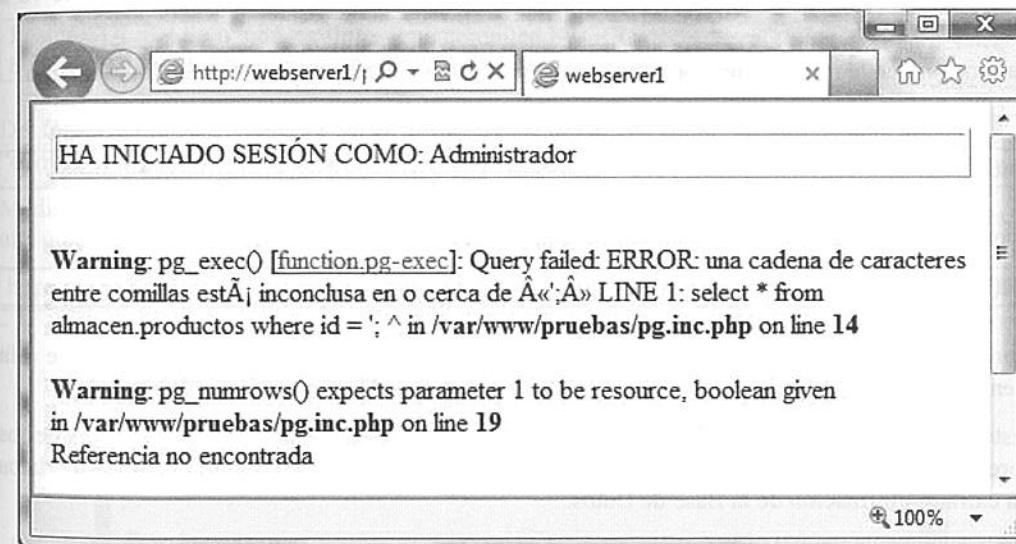 http://webserver1/
webserver1
HA INICIADO SESIÓN COMO: Administrador
Warning: pg_exec() [function.pg-exec]: Query failed: ERROR: una cadena de caracteres
entre comillas estÃ¡ inconclusa en o cerca de Â«';Â» LINE 1: select * from
almacen.productos where id = '; ^ in /var/www/pruebas/pg.inc.php on line 14
Warning: pg_numrows() expects parameter 1 to be resource, boolean given
in /var/www/pruebas/pg.inc.php on line 19
Referencia no encontrada
100%